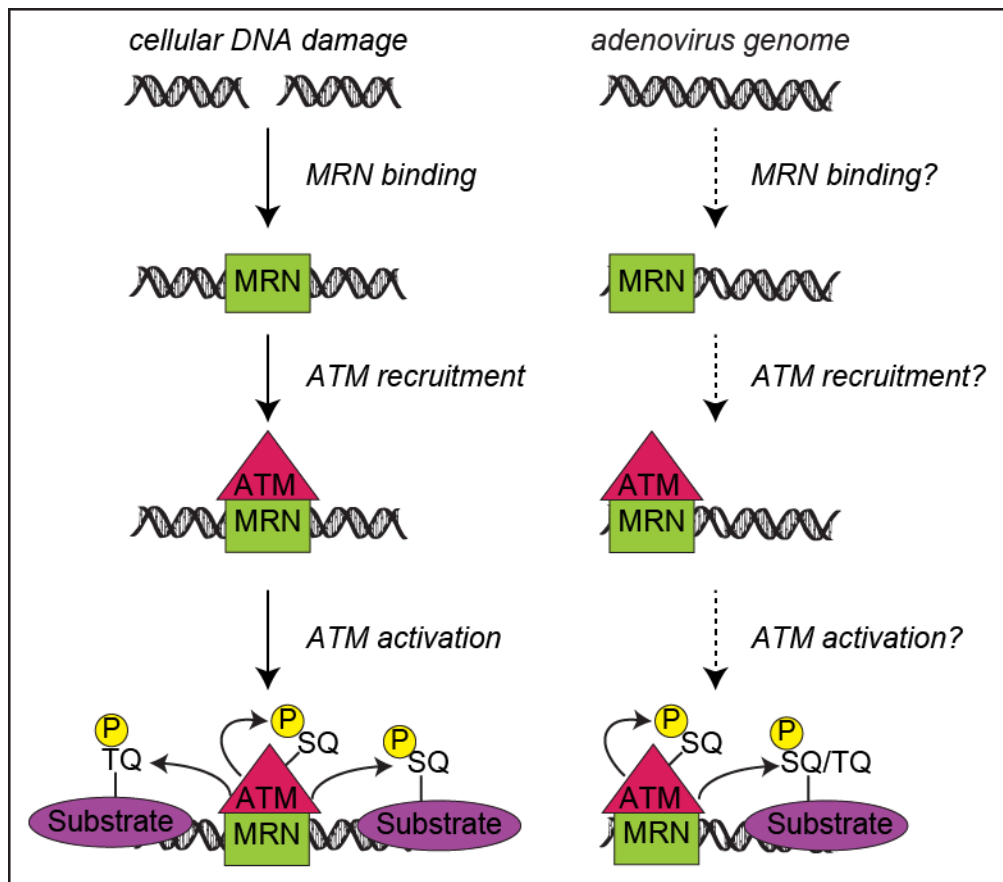 cellular DNA damage
MRN binding
MRN
ATM recruitment
ATM
MRN
ATM activation
P
TQ
P
SQ
P
SQ
ATM
MRN
Substrate
Substrate
adenovirus genome
MRN binding?
MRN
ATM recruitment?
ATM
MRN
ATM activation?
P
SQ
P
SQ/TQ
ATM
MRN
Substrate